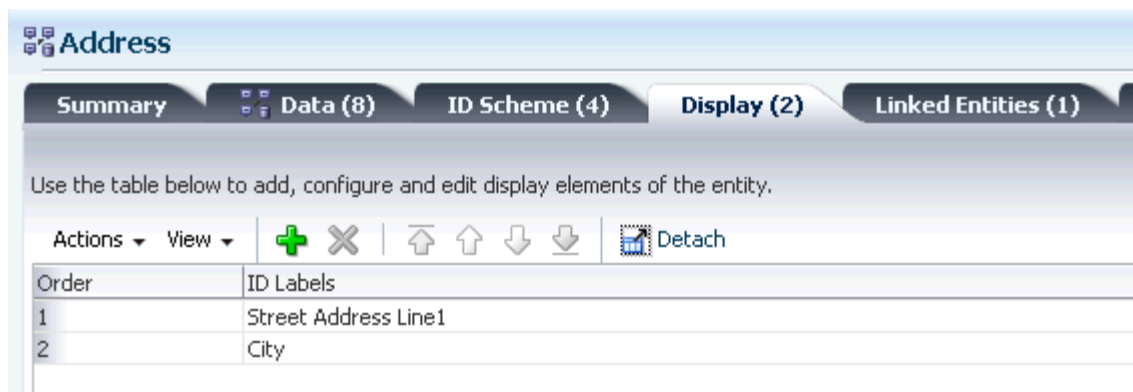 Address
Summary Data (8) ID Scheme (4) Display (2) Linked Entities (1)
Use the table below to add, configure and edit display elements of the entity.
Actions View Detach
Order ID Labels
1 Street Address Line1
2 City